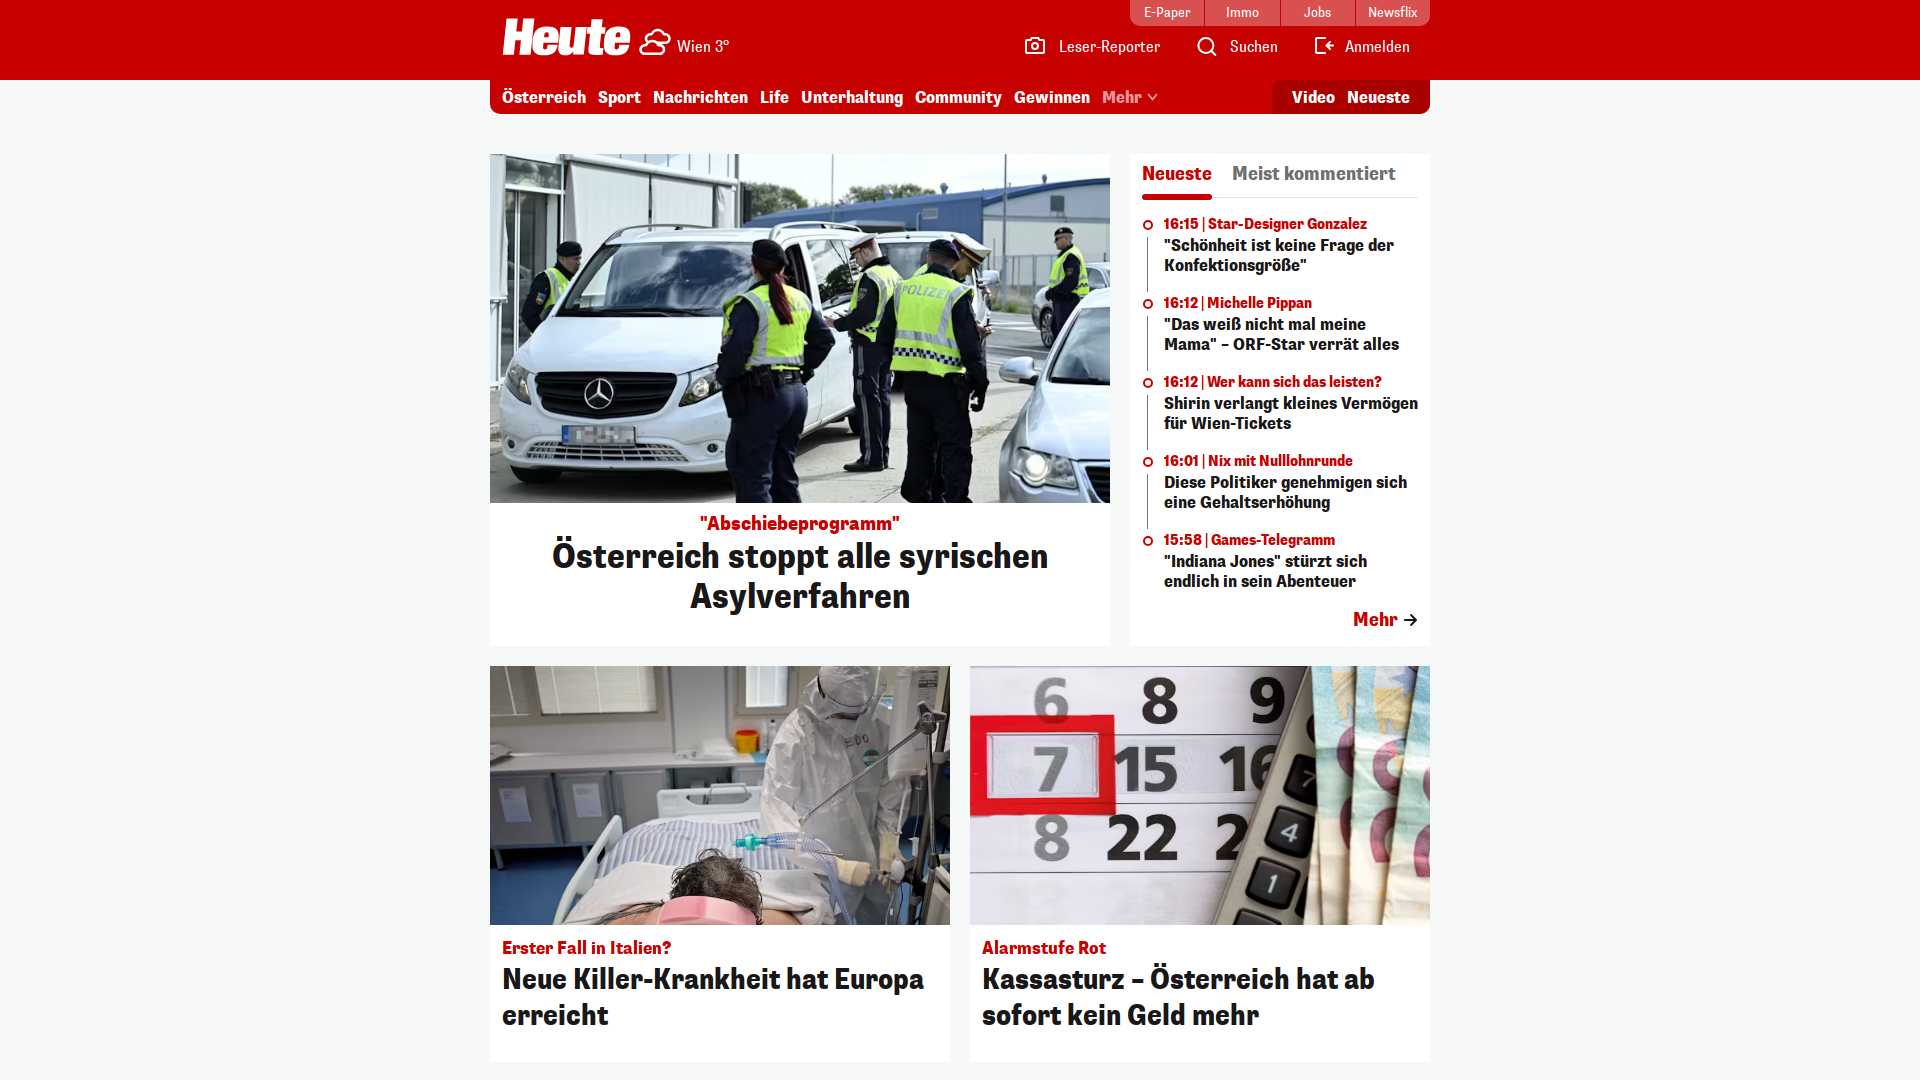 E-Paper
Immo
Jobs
Newsflix
Heute
Wien 3°
Leser-Reporter
Suchen
Anmelden
Österreich
Sport
Nachrichten
Life
Unterhaltung
Community
Gewinnen
Mehr
Video
Neueste
POLIZEI
"Abschiebeprogramm"
Österreich stoppt alle syrischen
Asylverfahren
Neueste
Meist kommentiert
16:15 | Star-Designer Gonzalez
"Schönheit ist keine Frage der
Konfektionsgröße"
16:12 | Michelle Pippan
"Das weiß nicht mal meine
Mama" – ORF-Star verrät alles
16:12 | Wer kann sich das leisten?
Shirin verlangt kleines Vermögen
für Wien-Tickets
16:01 | Nix mit Nulllohnrunde
Diese Politiker genehmigen sich
eine Gehaltserhöhung
15:58 | Games-Telegramm
"Indiana Jones" stürzt sich
endlich in sein Abenteuer
Mehr
Erster Fall in Italien?
Neue Killer-Krankheit hat Europa
erreicht
6 8 9
7 15 16
8 22 2
7
4
1
Alarmstufe Rot
Kassasturz – Österreich hat ab
sofort kein Geld mehr